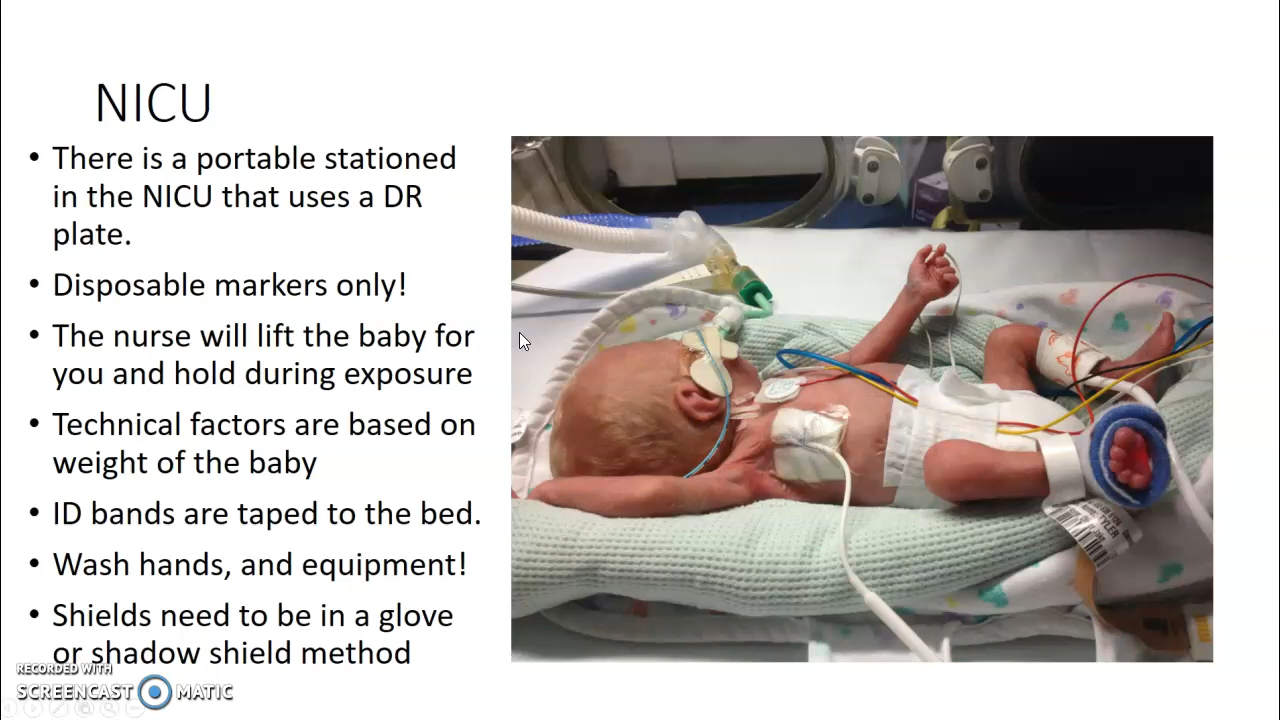 NICU
• There is a portable stationed
in the NICU that uses a DR
plate.
• Disposable markers only!
• The nurse will lift the baby for
you and hold during exposure
• Technical factors are based on
weight of the baby
• ID bands are taped to the bed.
• Wash hands, and equipment!
• Shields need to be in a glove
or shadow shield method
RECORDED WITH
SCREENCAST MATIC